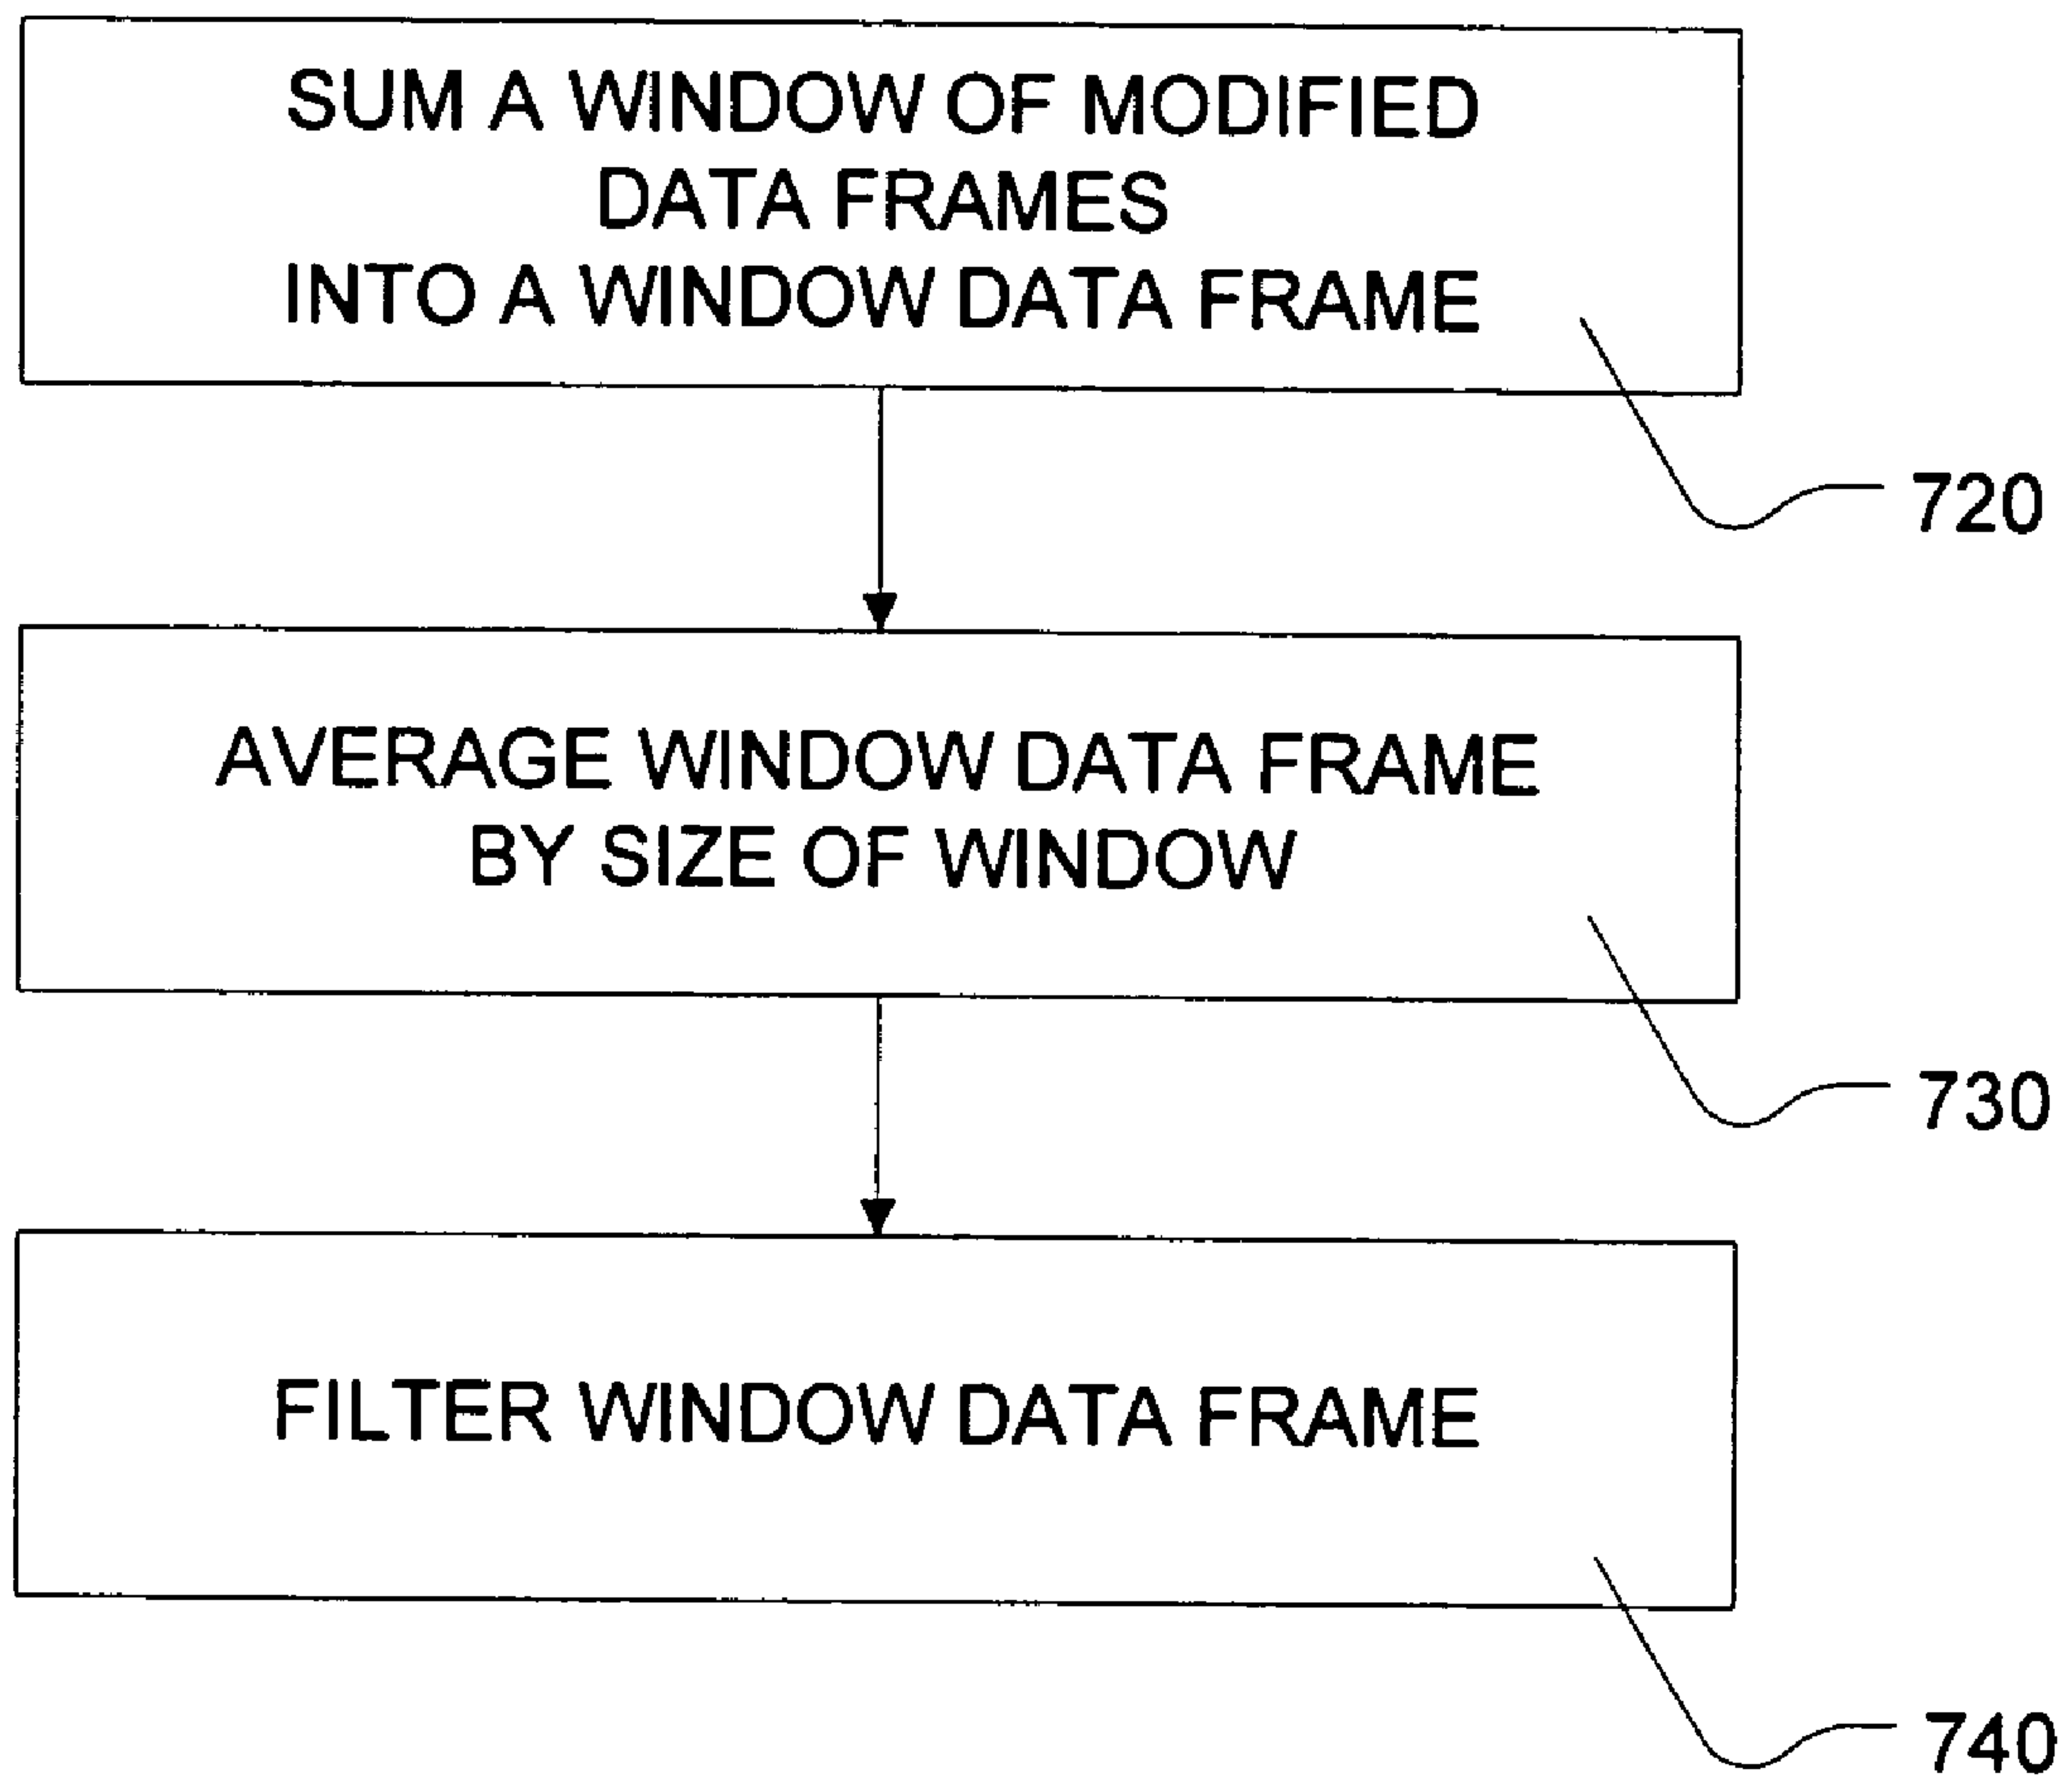 SUM A WINDOW OF MODIFIED
DATA FRAMES
INTO A WINDOW DATA FRAME
720
AVERAGE WINDOW DATA FRAME
BY SIZE OF WINDOW
730
FILTER WINDOW DATA FRAME
740